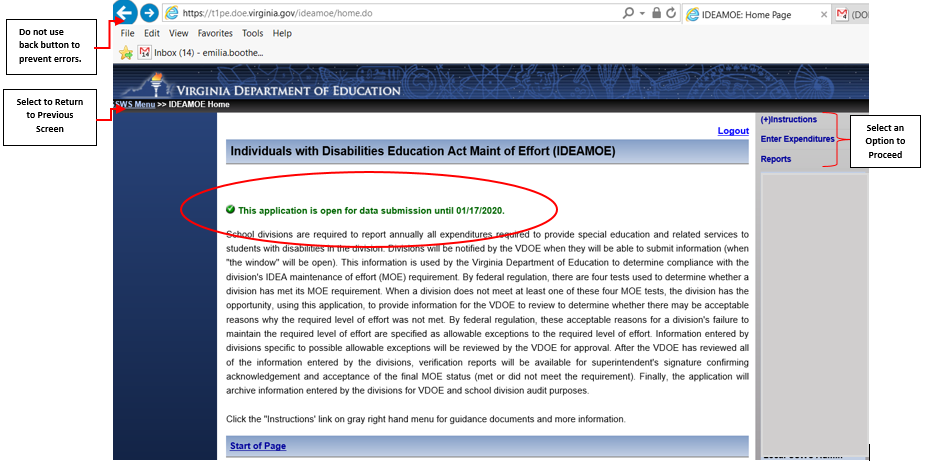 Do not use
back button to
prevent errors.
https://t1pe.doe.virginia.gov/ideamoe/home.do
IDEAMOE: Home Page
(DO
File Edit View Favorites Tools Help
Inbox (14) - emilia.boothe...
VIRGINIA DEPARTMENT OF EDUCATION
Select to Return
to Previous
Screen
SSWS Menu >> IDEAMOE Home
Logout
(+)Instructions
Enter Expenditures
Reports
Select an
Option to
Proceed
Individuals with Disabilities Education Act Maint of Effort (IDEAMOE)
This application is open for data submission until 01/17/2020.
School divisions are required to report annually all expenditures required to provide special education and related services to
students with disabilities in the division. Divisions will be notified by the VDOE when they will be able to submit information (when
"the window" will be open). This information is used by the Virginia Department of Education to determine compliance with the
division's IDEA maintenance of effort (MOE) requirement. By federal regulation, there are four tests used to determine whether a
division has met its MOE requirement. When a division does not meet at least one of these four MOE tests, the division has the
opportunity, using this application, to provide information for the VDOE to review to determine whether there may be acceptable
reasons why the required level of effort was not met. By federal regulation, these acceptable reasons for a division's failure to
maintain the required level of effort are specified as allowable exceptions to the required level of effort. Information entered by
divisions specific to possible allowable exceptions will be reviewed by the VDOE for approval. After the VDOE has reviewed all
of the information entered by the divisions, verification reports will be available for superintendent's signature confirming
acknowledgement and acceptance of the final MOE status (met or did not meet the requirement). Finally, the application will
archive information entered by the divisions for VDOE and school division audit purposes.
Click the "Instructions' link on gray right hand menu for guidance documents and more information.
Start of Page